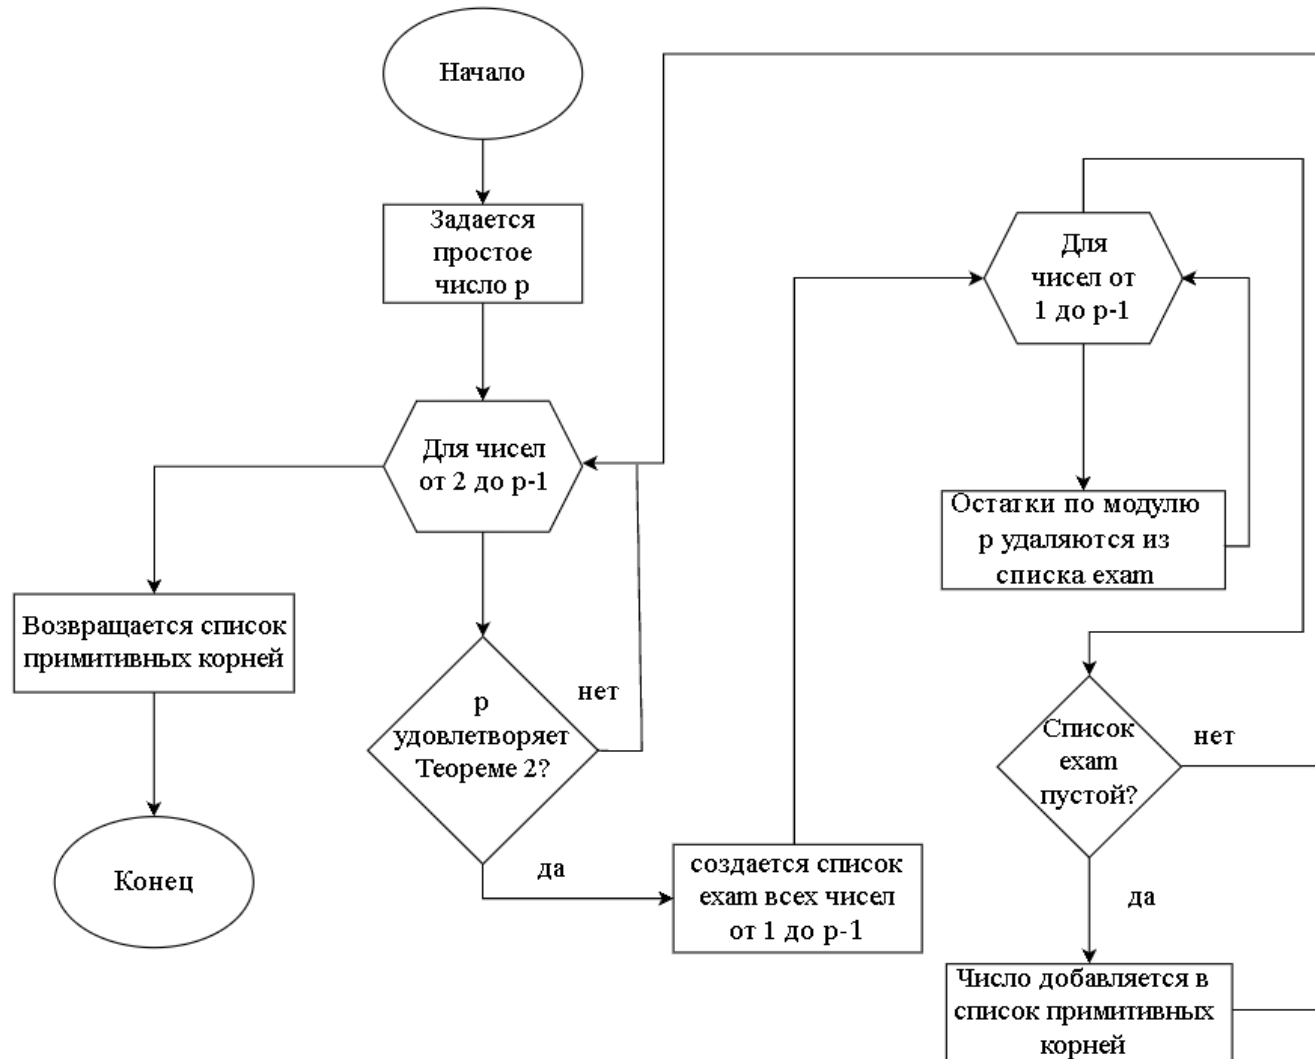 Начало
Задается
простое
число p
Для чисел
от 2 до p-1
Возвращается список
примитивных корней
Конец
p
удовлетворяет
Теореме 2?
нет
да
создается список
exam всех чисел
от 1 до p-1
Для
чисел от
1 до p-1
Остатки по модулю
p удаляются из
списка exam
Список
exam
пустой?
нет
да
Число добавляется в
список примитивных
корней